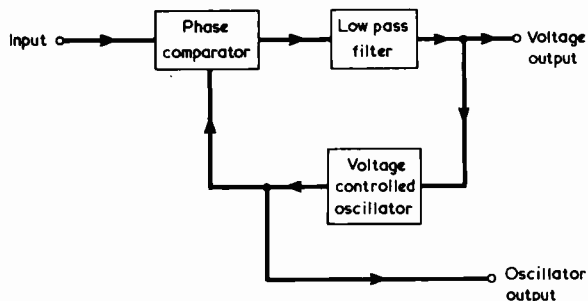 Input
Phase
comparator
Low pass
filter
Voltage
output
Voltage
controlled
oscillator
Oscillator
output